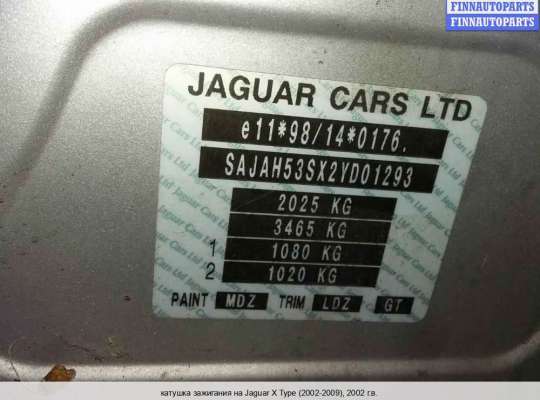 FINNAUTOPARTS
FINNAUTOPARTS
JAGUAR CARS LTD
e11*98/14*0176.
SAJAH53SX2YD01293
2025 KG
3465 KG
1 1080 KG
2 1020 KG
PAINT MDZ TRIM LDZ GT
катушка зажигания на Jaguar X Type (2002-2009), 2002 г.в.